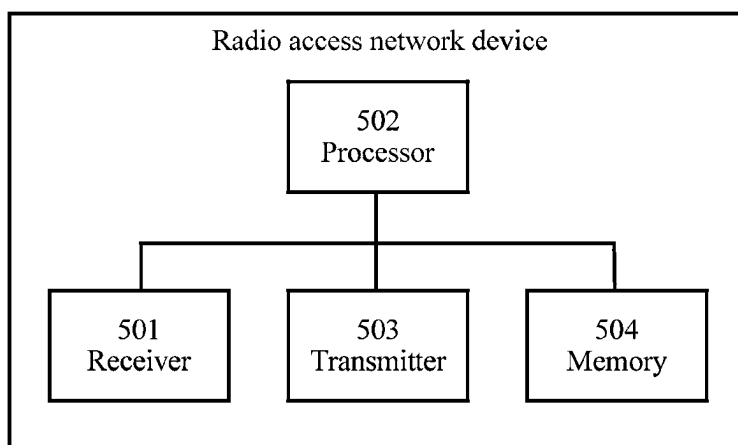 Radio access network device
502
Processor
501
Receiver
503
Transmitter
504
Memory